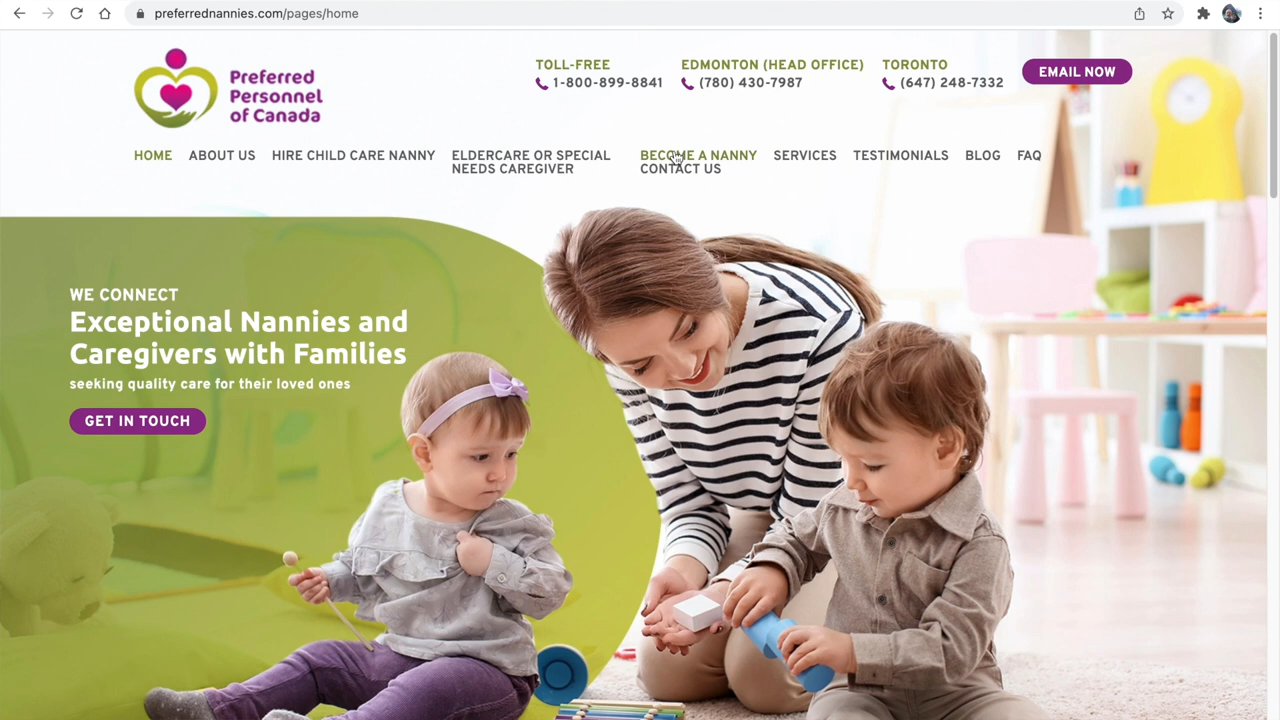 preferrednannies.com/pages/home
Preferred
Personnel
of Canada
TOLL-FREE
1-800-899-8841
EDMONTON (HEAD OFFICE)
(780) 430-7987
TORONTO
(647) 248-7332
EMAIL NOW
HOME ABOUT US HIRE CHILD CARE NANNY ELDERCARE OR SPECIAL NEEDS CAREGIVER BECOME A NANNY SERVICES TESTIMONIALS BLOG FAQ
CONTACT US
WE CONNECT
Exceptional Nannies and
Caregivers with Families
seeking quality care for their loved ones
GET IN TOUCH